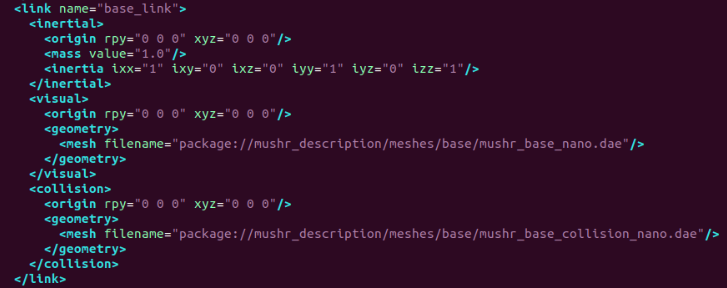 <link name="base_link">
<inertial>
<origin rpy="0 0 0" xyz="0 0 0"/>
<mass value="1.0"/>
<inertia ixx="1" ixy="0" ixz="0" iyy="1" iyz="0" izz="1"/>
</inertial>
<visual>
<origin rpy="0 0 0" xyz="0 0 0"/>
<geometry>
<mesh filename="package://mushr_description/meshes/base/mushr_base_nano.dae"/>
</geometry>
</visual>
<collision>
<origin rpy="0 0 0" xyz="0 0 0"/>
<geometry>
<mesh filename="package://mushr_description/meshes/base/mushr_base_collision_nano.dae"/>
</geometry>
</collision>
</link>